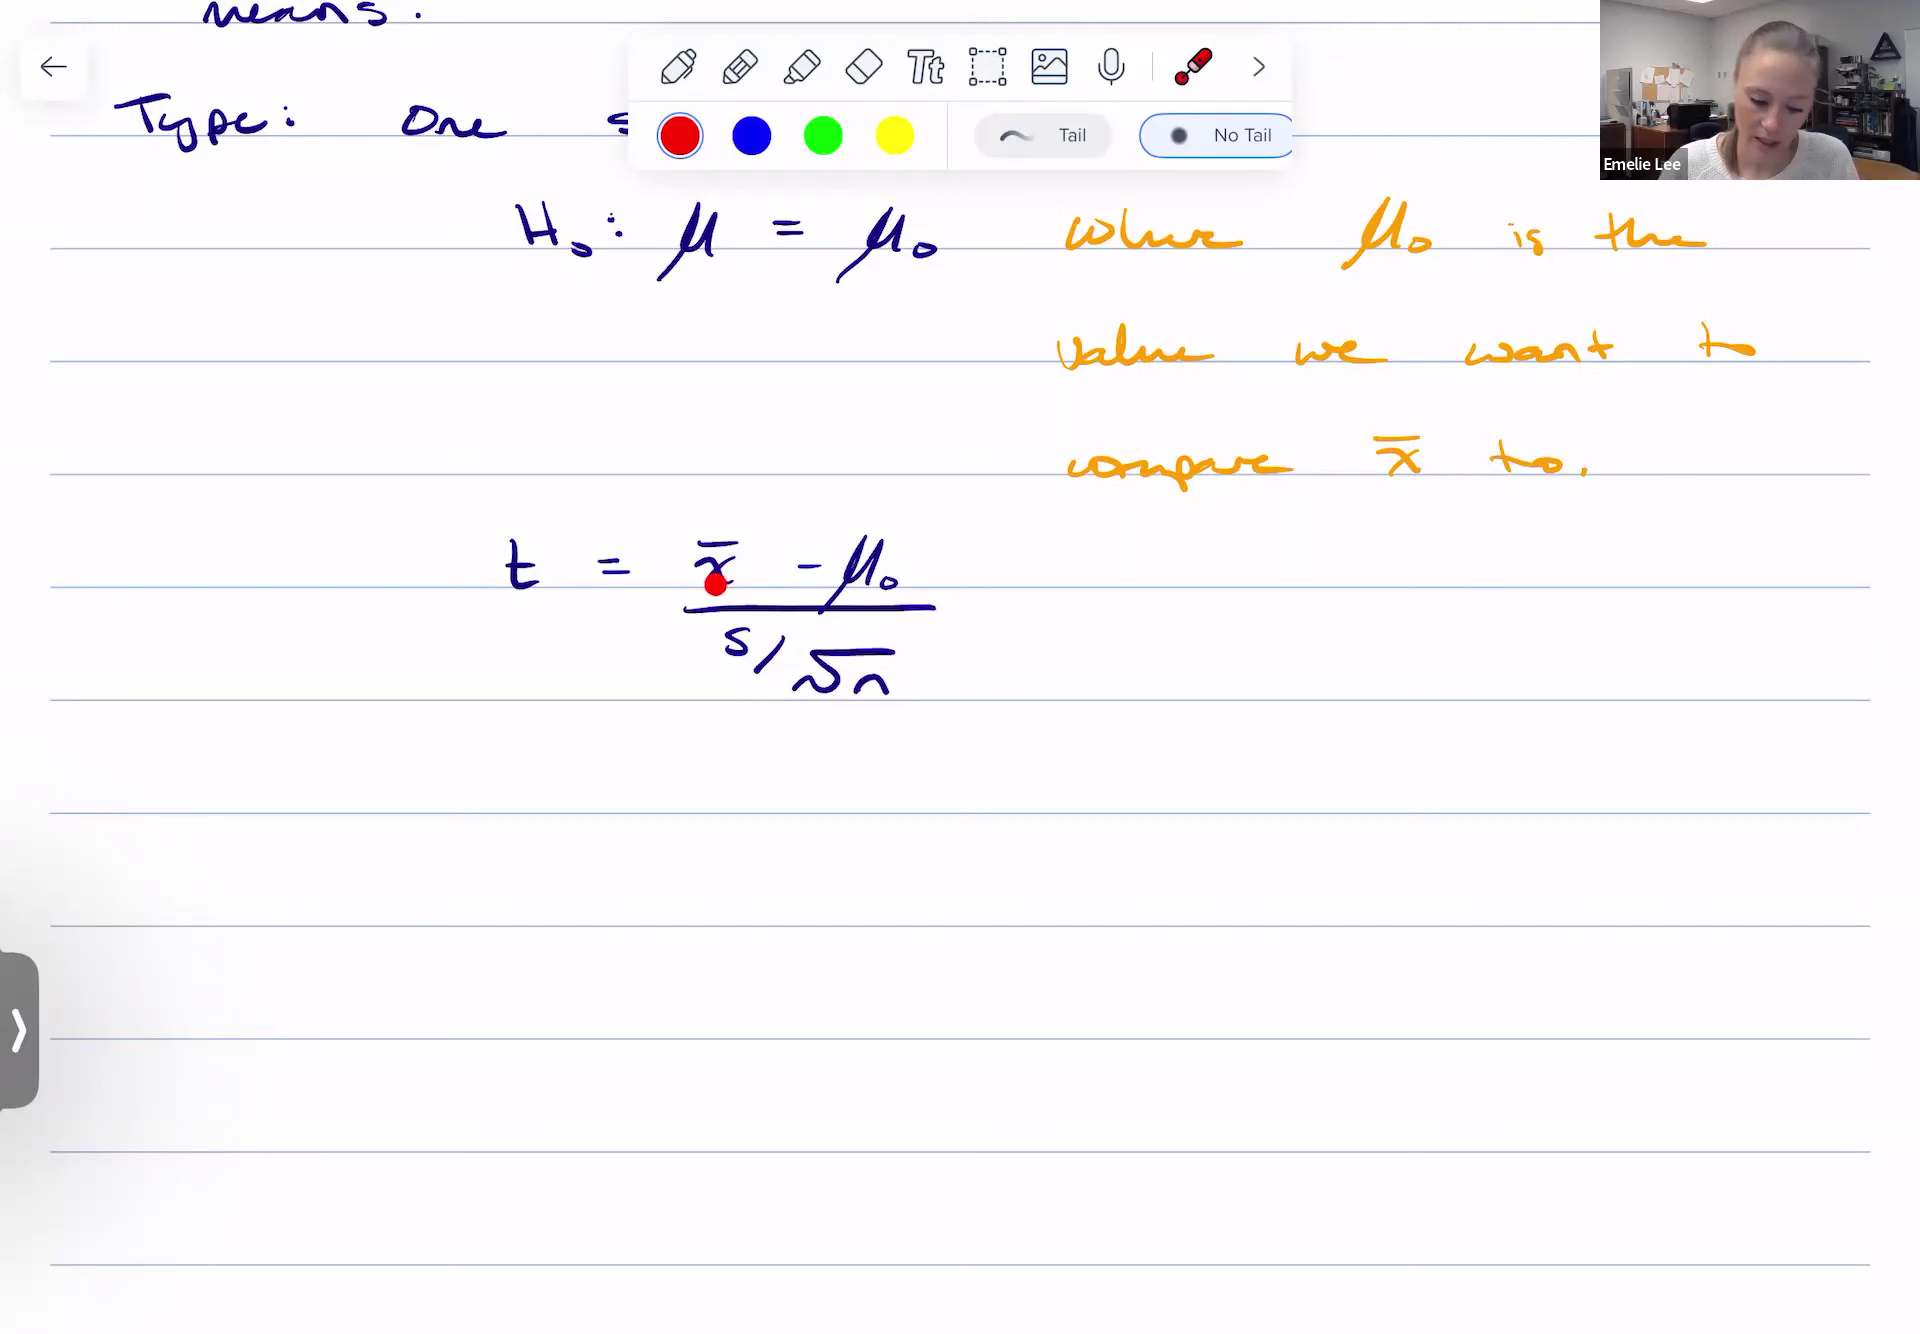 means.
Tt
Type: One s
Tail No Tail
Emelie Lee
H₀: μ = μ₀ where μ₀ is the
value we want to
compare x̄ to.
t = x̄ - μ₀
s/√n